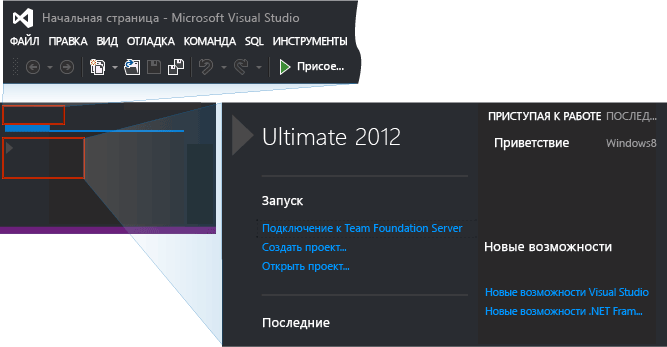 Начальная страница - Microsoft Visual Studio
ФАЙЛ ПРАВКА ВИД ОТЛАДКА КОМАНДА SQL ИНСТРУМЕНТЫ
Присое...
Ultimate 2012
Запуск
Подключение к Team Foundation Server
Создать проект...
Открыть проект...
Последние
ПРИСТУПАЯ К РАБОТЕ ПОСЛЕД...
Приветствие Windows8
Новые возможности
Новые возможности Visual Studio
Новые возможности .NET Fram...